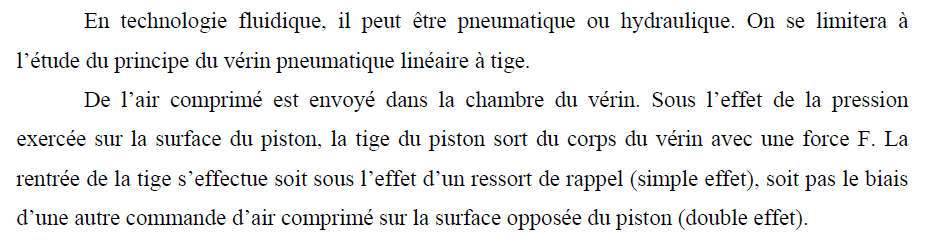 En technologie fluidique, il peut être pneumatique ou hydraulique. On se limitera à
l’étude du principe du vérin pneumatique linéaire à tige.
De l’air comprimé est envoyé dans la chambre du vérin. Sous l’effet de la pression
exercée sur la surface du piston, la tige du piston sort du corps du vérin avec une force F. La
rentrée de la tige s’effectue soit sous l’effet d’un ressort de rappel (simple effet), soit pas le biais
d’une autre commande d’air comprimé sur la surface opposée du piston (double effet).